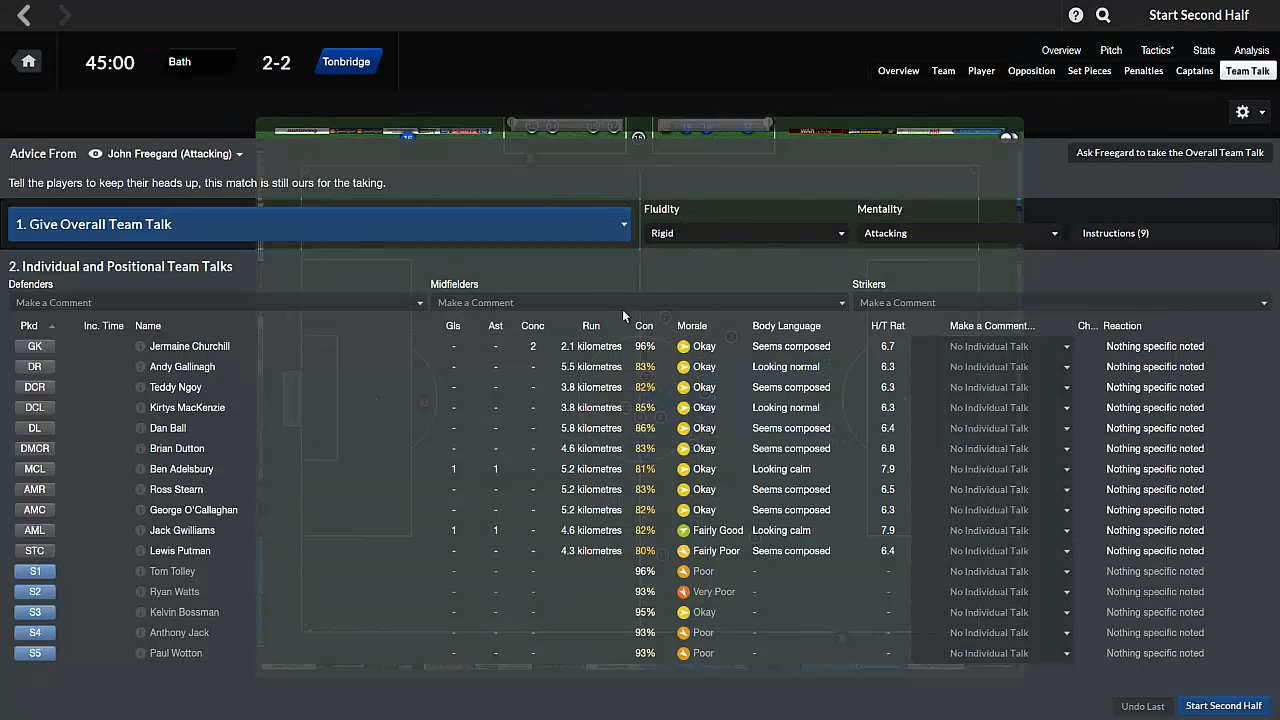 Start Second Half
45:00 Bath 2-2 Tonbridge
Overview Pitch Tactics* Stats Analysis
Overview Team Player Opposition Set Pieces Penalties Captains Team Talk
Advice From John Freegard (Attacking) Ask Freegard to take the Overall Team Talk
Tell the players to keep their heads up, this match is still ours for the taking.
Fluidity Mentality
1. Give Overall Team Talk Rigid Attacking Instructions (9)
2. Individual and Positional Team Talks
Defenders Midfielders Strikers
Make a Comment Make a Comment Make a Comment
Pkd Inc. Time Name Gls Ast Conc Run Con Morale Body Language H/T Rat Make a Comment... Ch... Reaction
GK Jermaine Churchill - - 2 2.1 kilometres 96% Okay Seems composed 6.7 No Individual Talk Nothing specific noted
DR Andy Gallinagh - - - 5.5 kilometres 83% Okay Looking normal 6.3 No Individual Talk Nothing specific noted
DCR Teddy Ngoy - - - 3.8 kilometres 82% Okay Seems composed 6.3 No Individual Talk Nothing specific noted
DCL Kirtys MacKenzie - - - 3.8 kilometres 85% Okay Looking normal 6.3 No Individual Talk Nothing specific noted
DL Dan Ball - - - 5.8 kilometres 86% Okay Seems composed 6.4 No Individual Talk Nothing specific noted
DMCR Brian Dutton - - - 4.6 kilometres 83% Okay Seems composed 6.8 No Individual Talk Nothing specific noted
MCL Ben Adelsbury 1 1 - 5.2 kilometres 81% Okay Looking calm 7.9 No Individual Talk Nothing specific noted
AMR Ross Stearn - - - 5.2 kilometres 83% Okay Seems composed 6.5 No Individual Talk Nothing specific noted
AMC George O'Callaghan - - - 5.2 kilometres 82% Okay Seems composed 6.3 No Individual Talk Nothing specific noted
AML Jack Gwilliams 1 1 - 4.6 kilometres 82% Fairly Good Looking calm 7.9 No Individual Talk Nothing specific noted
STC Lewis Putman - - - 4.3 kilometres 80% Fairly Poor Seems composed 6.4 No Individual Talk Nothing specific noted
S1 Tom Tolley 96% Poor - - No Individual Talk Nothing specific noted
S2 Ryan Watts 93% Very Poor - - No Individual Talk Nothing specific noted
S3 Kelvin Bossman 95% Okay - - No Individual Talk Nothing specific noted
S4 Anthony Jack 93% Poor - - No Individual Talk Nothing specific noted
S5 Paul Wotton 93% Poor - - No Individual Talk Nothing specific noted
Undo Last Start Second Half